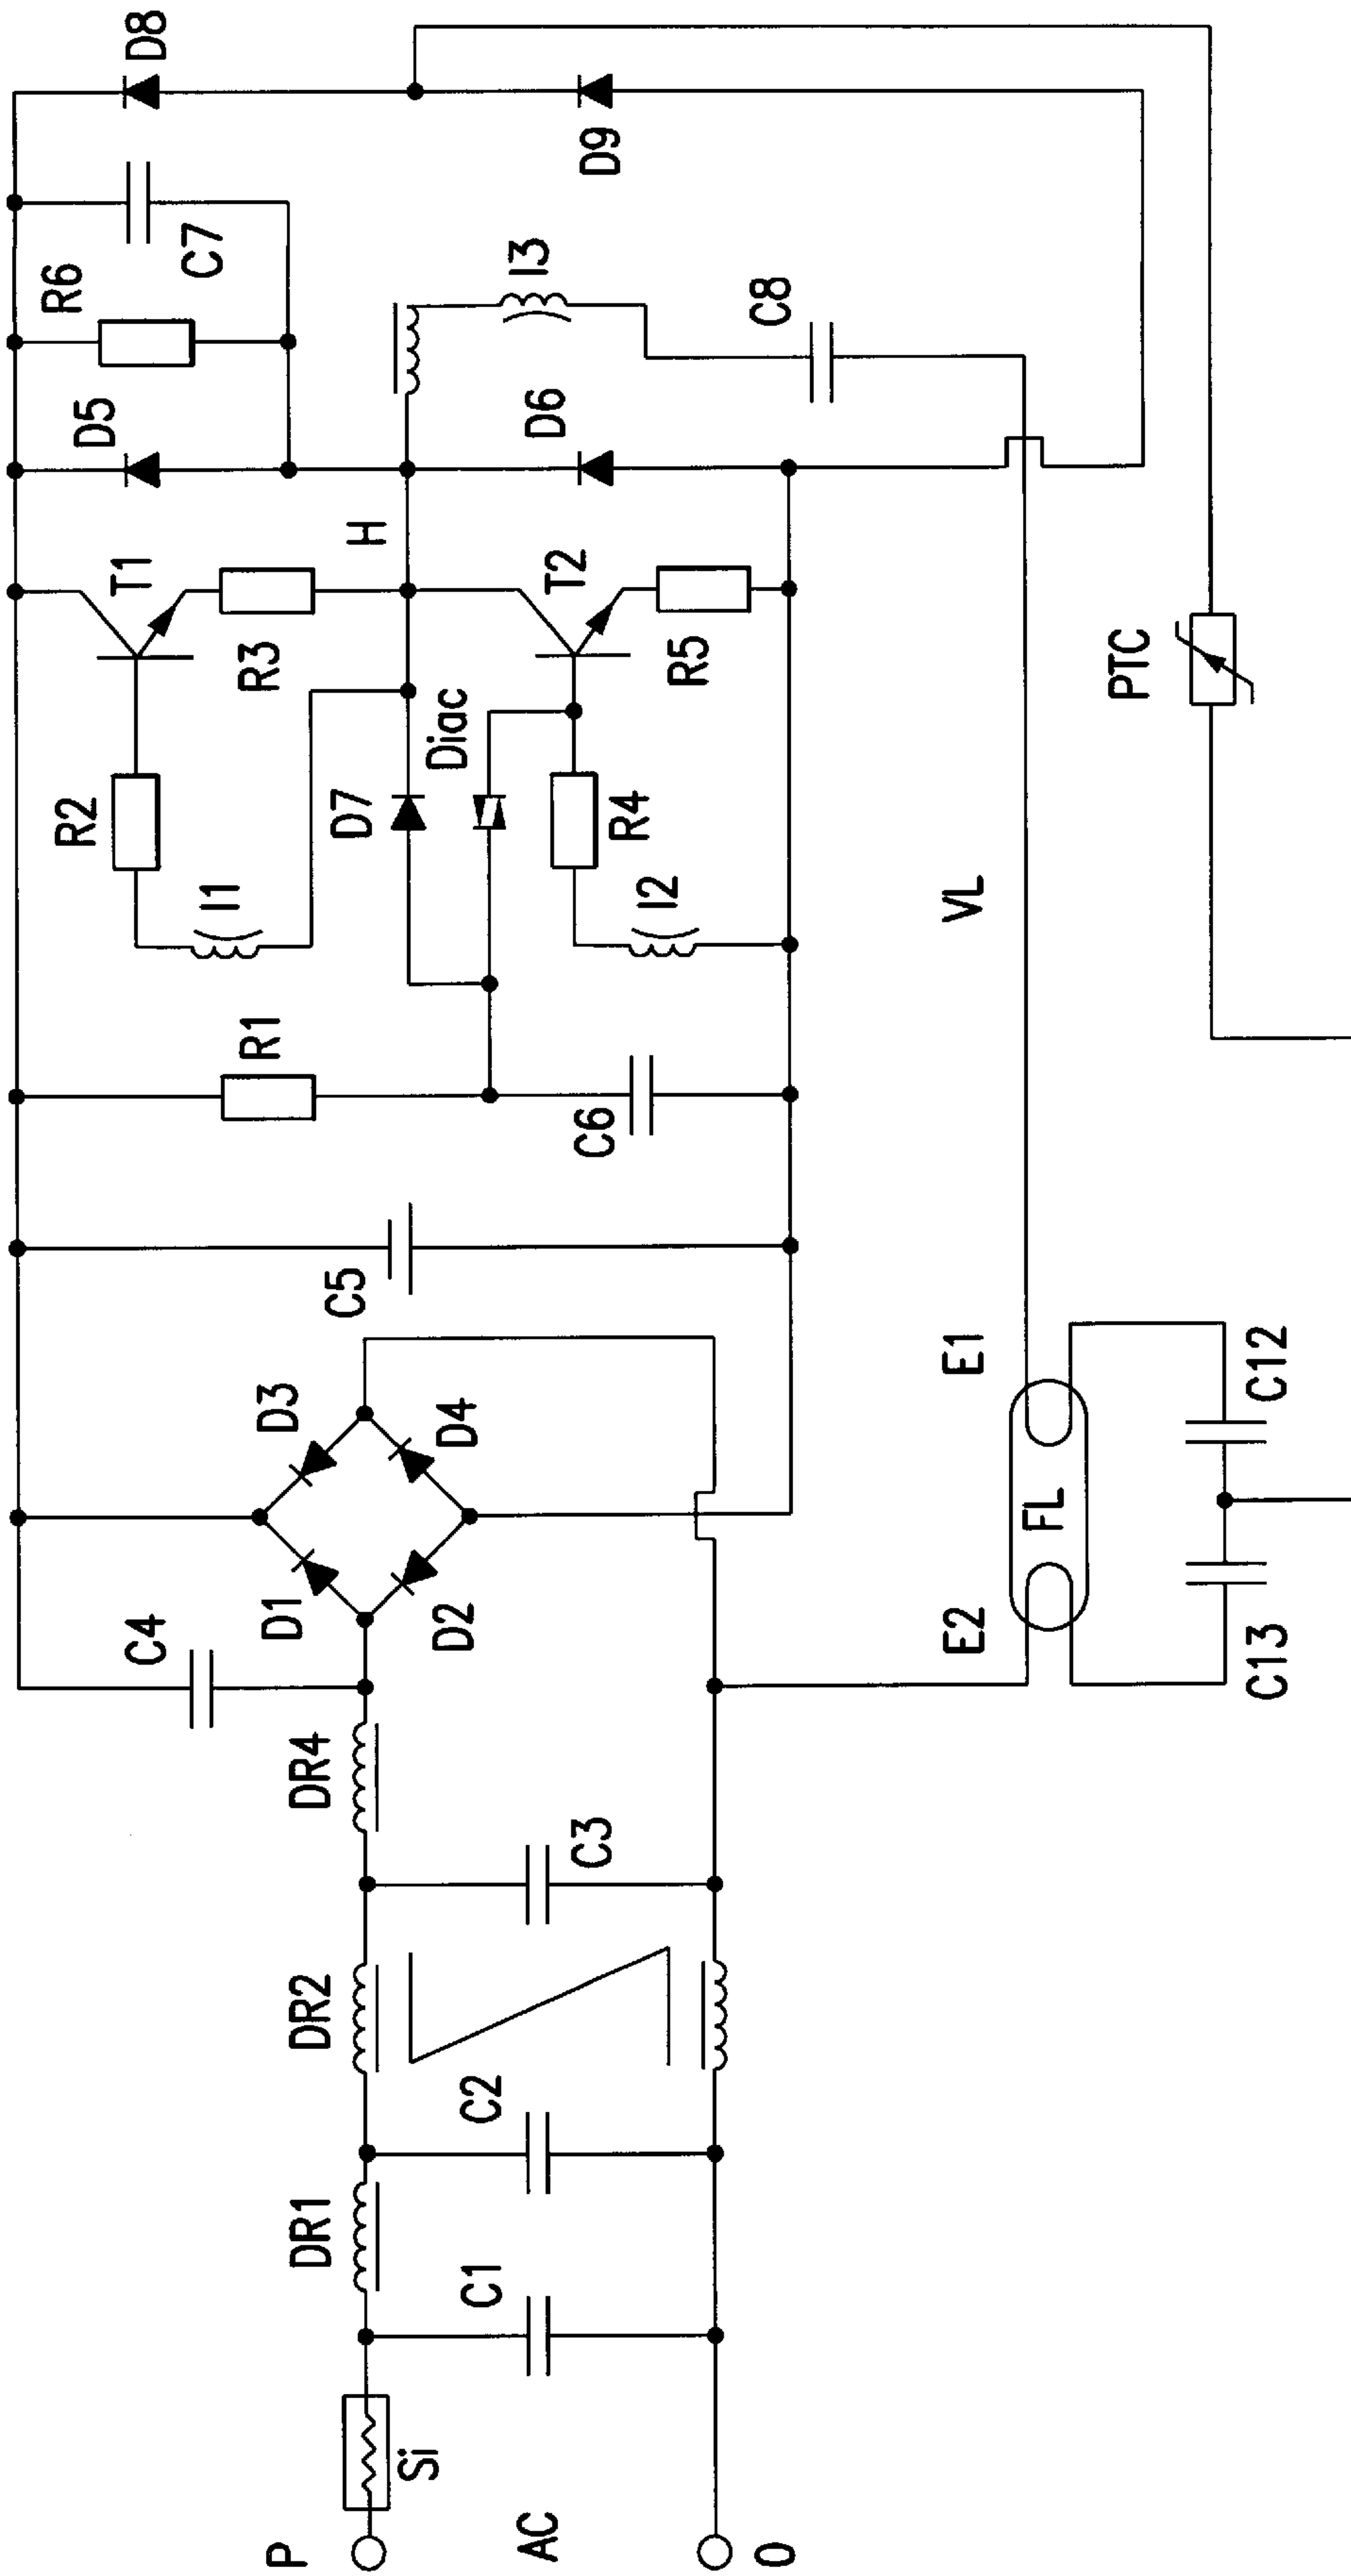 P
Si
AC
O
C1
DR1
C2
DR2
C3
DR4
C4
D1
D2
D3
D4
C5
R1
C6
I1
R2
D7
Diac
I2
R4
T1
R3
H
T2
R5
D5
D6
R6
C7
I3
C8
D8
D9
VL
PTC
E2
FL
E1
C13
C12